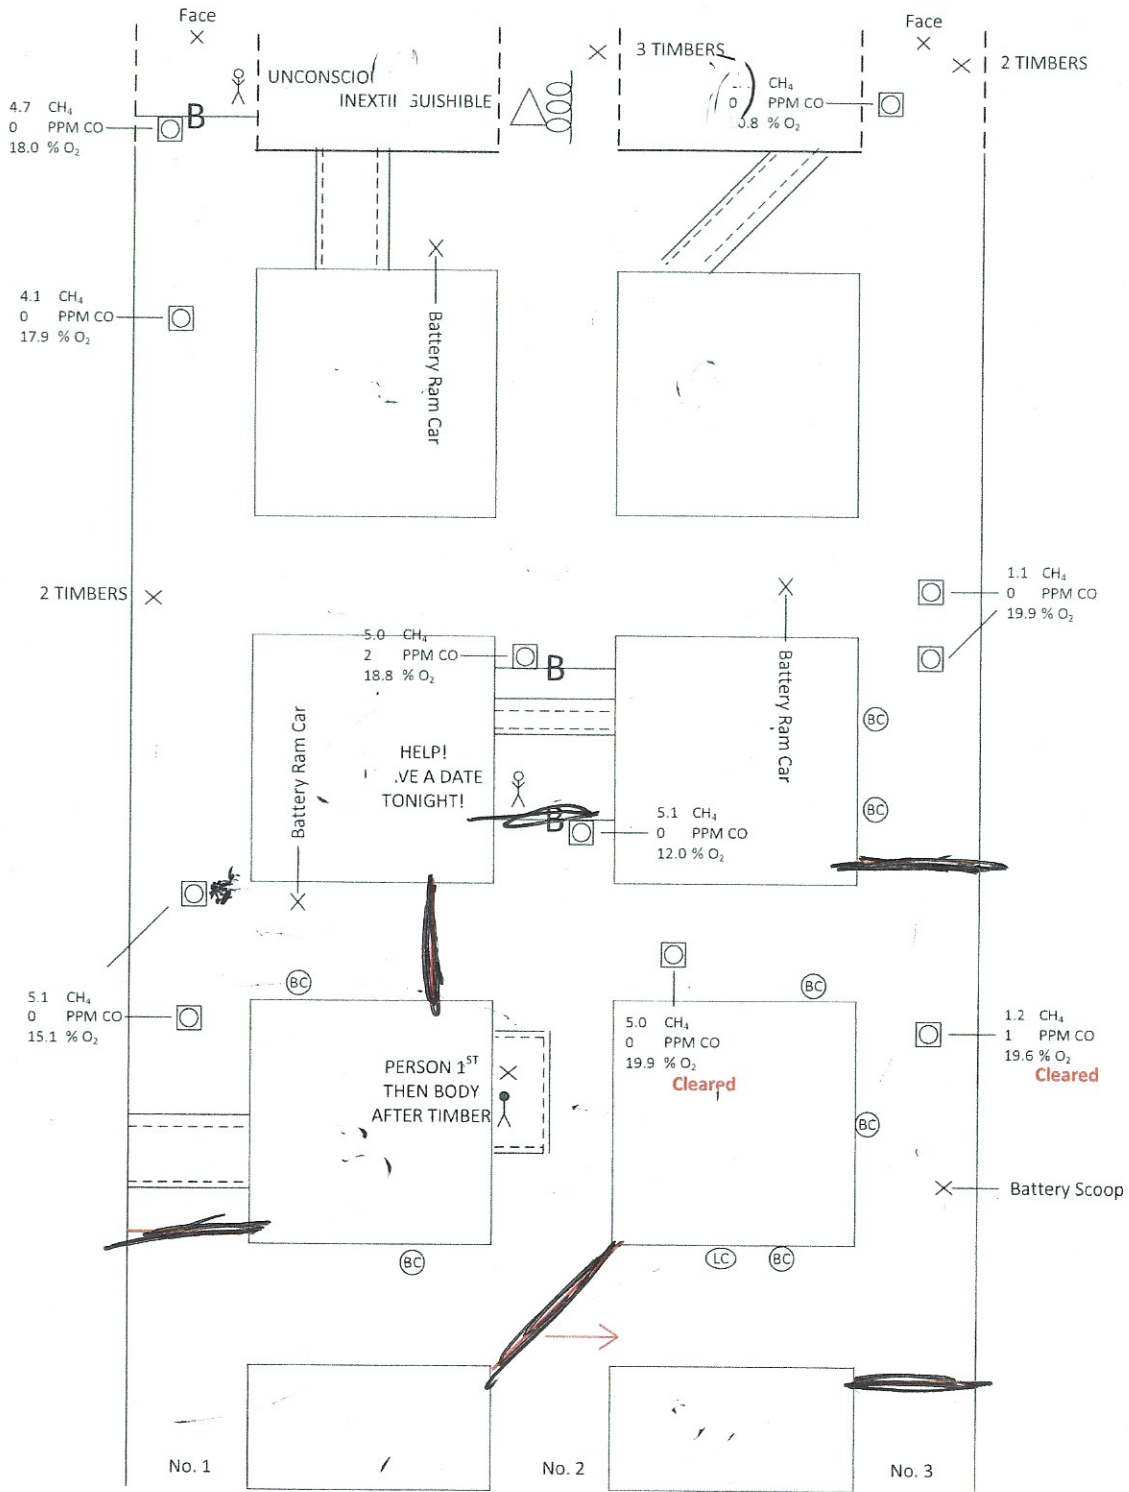 Face
Face
3 TIMBERS
2 TIMBERS
UNCONSCIO
INEXTI GUISHIBLE
4.7 CH₄
0 PPM CO
18.0 % O₂
B
CH₄
0 PPM CO
0.8 % O₂
4.1 CH₄
0 PPM CO
17.9 % O₂
Battery Ram Car
2 TIMBERS
1.1 CH₄
0 PPM CO
19.9 % O₂
5.0 CH₄
2 PPM CO
18.8 % O₂
B
Battery Ram Car
Battery Ram Car
BC
HELP!
VE A DATE
TONIGHT!
BC
B
5.1 CH₄
0 PPM CO
12.0 % O₂
BC
BC
5.1 CH₄
0 PPM CO
15.1 % O₂
5.0 CH₄
0 PPM CO
19.9 % O₂
Cleared
1.2 CH₄
1 PPM CO
19.6 % O₂
Cleared
PERSON 1ST
THEN BODY
AFTER TIMBER
BC
Battery Scoop
BC
LC
BC
No. 1
No. 2
No. 3